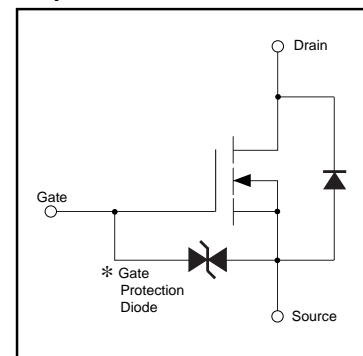 Drain
Gate
* Gate
Protection
Diode
Source